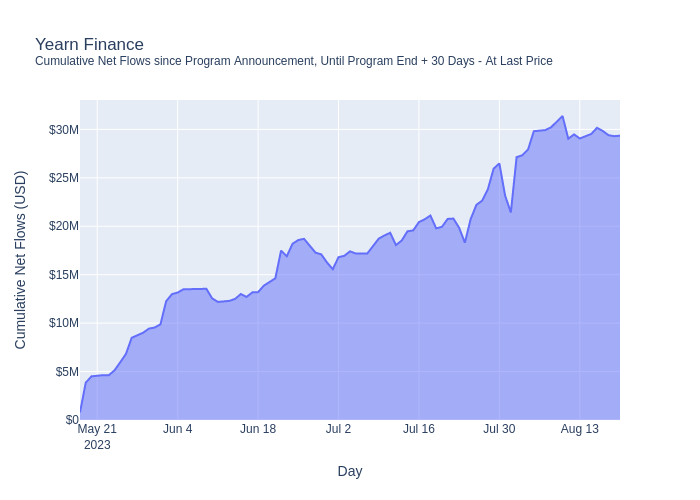 Yearn Finance
Cumulative Net Flows since Program Announcement, Until Program End + 30 Days - At Last Price
Cumulative Net Flows (USD)
$30M
$25M
$20M
$15M
$10M
$5M
$0
May 21 Jun 4 Jun 18 Jul 2 Jul 16 Jul 30 Aug 13
2023
Day